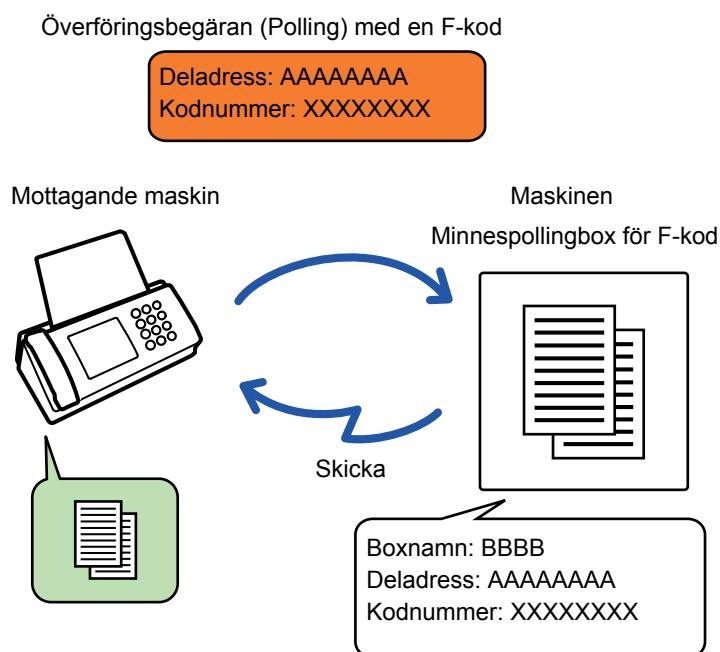 Överföringsbegäran (Polling) med en F-kod
Deladress: AAAAAAAA
Kodnummer: XXXXXXXX
Mottagande maskin
Maskinen
Minnespollingbox för F-kod
Skicka
Boxnamn: BBBB
Deladress: AAAAAAAA
Kodnummer: XXXXXXXX